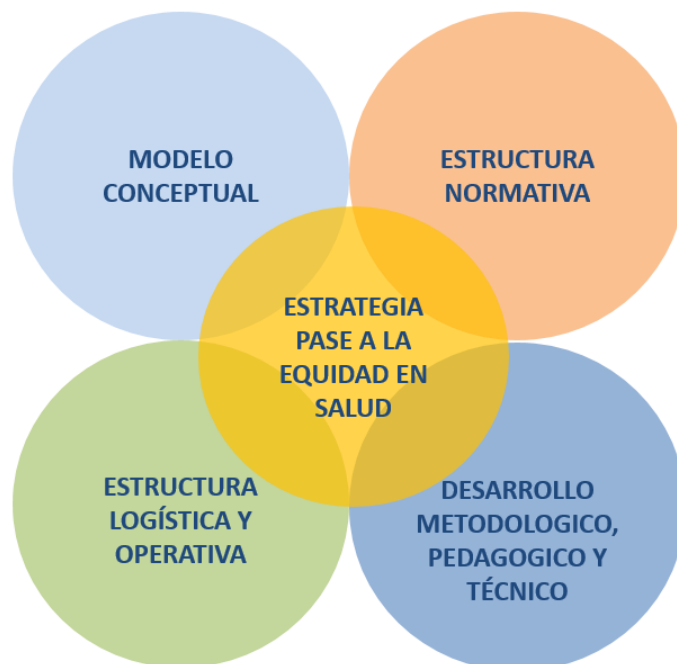 MODELO
CONCEPTUAL
ESTRUCTURA
NORMATIVA
ESTRATEGIA
PASE A LA
EQUIDAD EN
SALUD
ESTRUCTURA
LOGÍSTICA Y
OPERATIVA
DESARROLLO
METODOLOGICO,
PEDAGOGICO Y
TÉCNICO